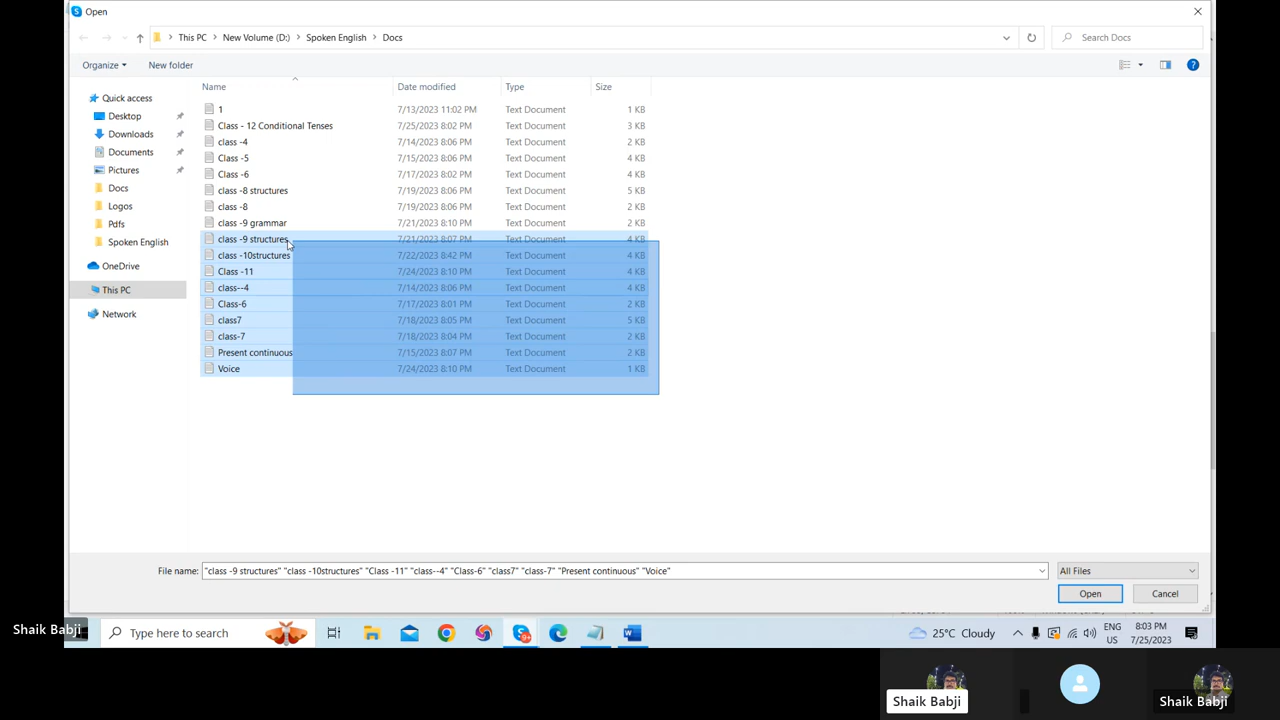 Open
This PC > New Volume (D:) > Spoken English > Docs
Search Docs
Organize
New folder
Name Date modified Type Size
Quick access
Desktop
Downloads
Documents
Pictures
Docs
Logos
Pdfs
Spoken English
OneDrive
This PC
Network
1 7/13/2023 11:02 PM Text Document 1 KB
Class - 12 Conditional Tenses 7/25/2023 8:02 PM Text Document 3 KB
class -4 7/14/2023 8:06 PM Text Document 2 KB
Class -5 7/15/2023 8:06 PM Text Document 4 KB
Class -6 7/17/2023 8:02 PM Text Document 4 KB
class -8 structures 7/19/2023 8:06 PM Text Document 5 KB
class -8 7/19/2023 8:06 PM Text Document 2 KB
class -9 grammar 7/21/2023 8:10 PM Text Document 2 KB
class -9 structures 7/21/2023 8:07 PM Text Document 4 KB
class -10structures 7/22/2023 8:42 PM Text Document 4 KB
Class -11 7/24/2023 8:10 PM Text Document 4 KB
class--4 7/14/2023 8:06 PM Text Document 4 KB
Class-6 7/17/2023 8:01 PM Text Document 2 KB
class7 7/18/2023 8:05 PM Text Document 5 KB
class-7 7/18/2023 8:04 PM Text Document 2 KB
Present continuous 7/15/2023 8:07 PM Text Document 2 KB
Voice 7/24/2023 8:10 PM Text Document 1 KB
File name: "class -9 structures" "class -10structures" "Class -11" "class--4" "Class-6" "class7" "class-7" "Present continuous" "Voice"
All Files
Open
Cancel
Shaik Babji
Type here to search
25°C Cloudy
ENG
US
8:03 PM
7/25/2023
Shaik Babji
Shaik Babji